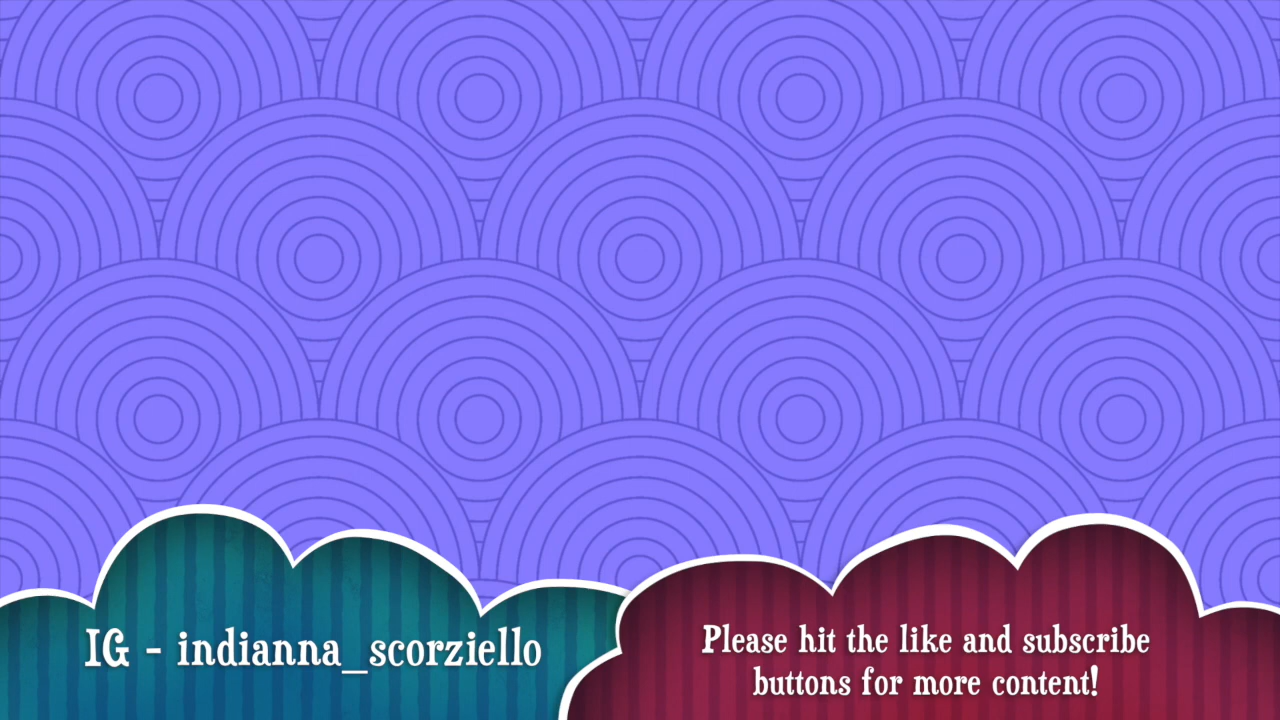 IG - indianna_scorziello
Please hit the like and subscribe
buttons for more content!